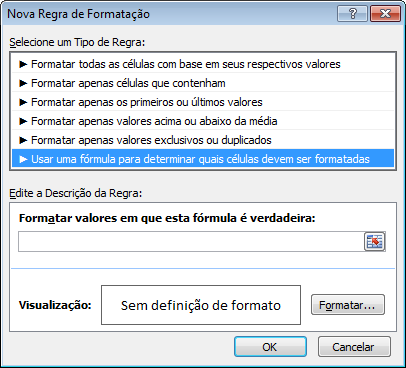 Nova Regra de Formatação
Selecione um Tipo de Regra:
► Formatar todas as células com base em seus respectivos valores
► Formatar apenas células que contenham
► Formatar apenas os primeiros ou últimos valores
► Formatar apenas valores acima ou abaixo da média
► Formatar apenas valores exclusivos ou duplicados
► Usar uma fórmula para determinar quais células devem ser formatadas
Edite a Descrição da Regra:
Formatar valores em que esta fórmula é verdadeira:
Visualização: Sem definição de formato Formatar...
OK Cancelar